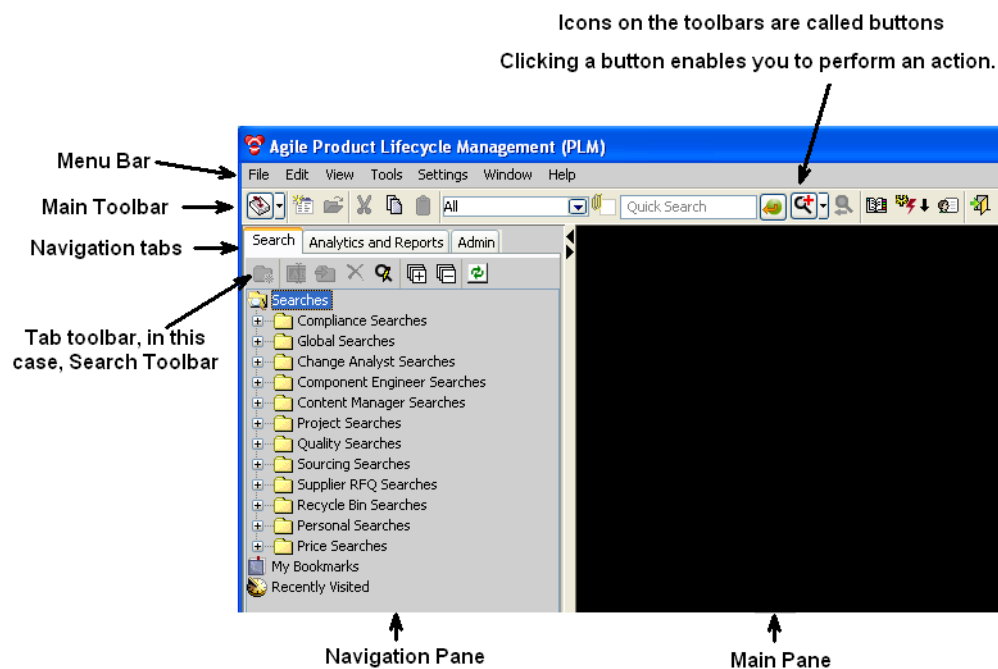 Icons on the toolbars are called buttons
Clicking a button enables you to perform an action.
Agile Product Lifecycle Management (PLM)
Menu Bar
File Edit View Tools Settings Window Help
Main Toolbar
All
Quick Search
Navigation tabs
Search Analytics and Reports Admin
Searches
Compliance Searches
Tab toolbar, in this
case, Search Toolbar
Global Searches
Change Analyst Searches
Component Engineer Searches
Content Manager Searches
Project Searches
Quality Searches
Sourcing Searches
Supplier RFQ Searches
Recycle Bin Searches
Personal Searches
Price Searches
My Bookmarks
Recently Visited
Navigation Pane
Main Pane